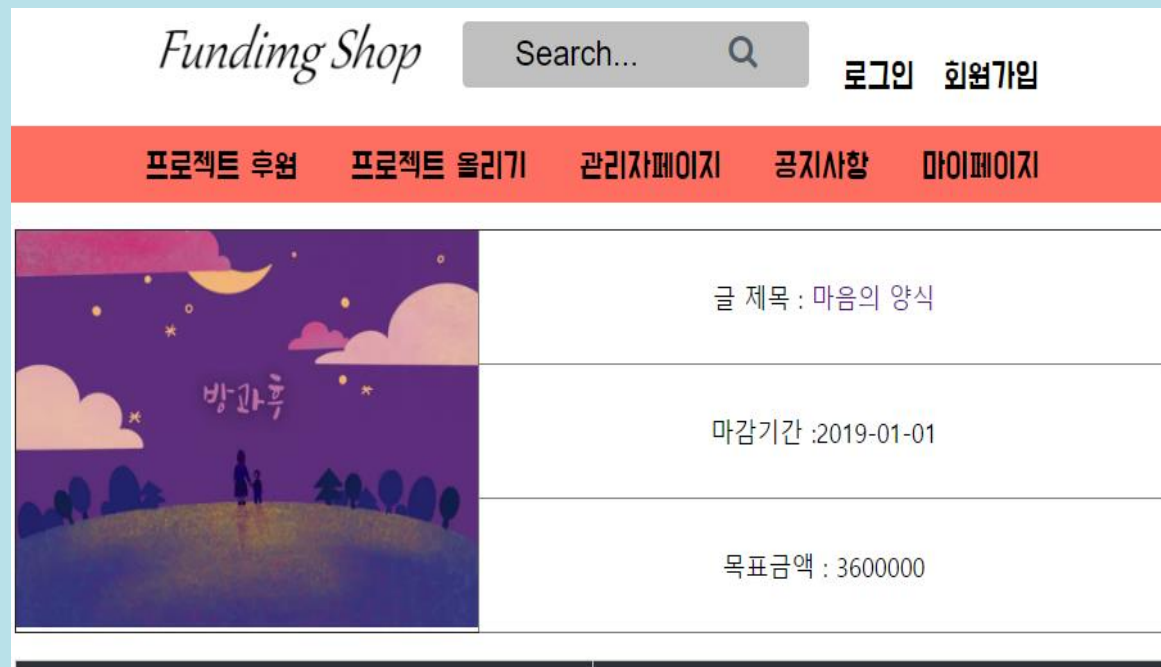 Fundimg Shop
Search...
로그인 회원가입
프로젝트 후원 프로젝트 올리기 관리자페이지 공지사항 마이페이지
방과후
글 제목 : 마음의 양식
마감기간 :2019-01-01
목표금액 : 3600000